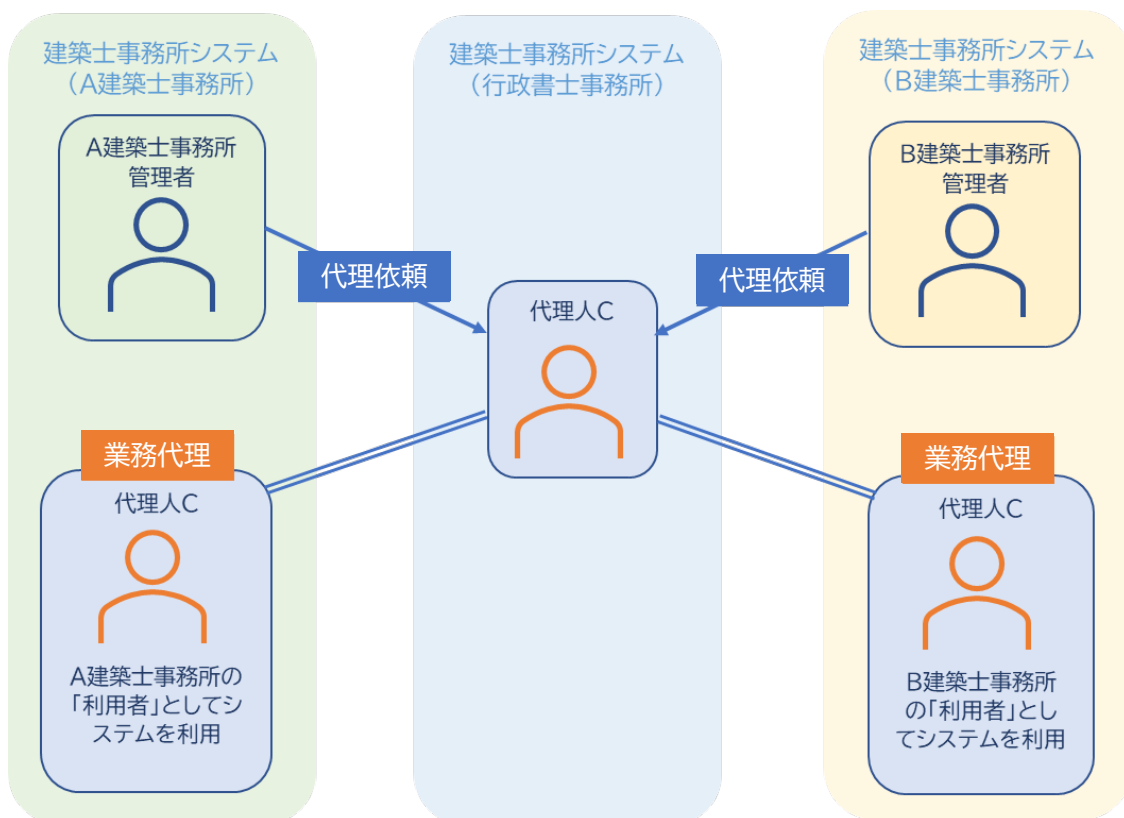 建築士事務所システム
（A建築士事務所）
A建築士事務所
管理者
代理依頼
業務代理
代理人C
A建築士事務所の
「利用者」としてシ
ステムを利用
建築士事務所システム
（行政書士事務所）
代理人C
建築士事務所システム
（B建築士事務所）
B建築士事務所
管理者
代理依頼
業務代理
代理人C
B建築士事務所
の「利用者」とし
てシステムを利用